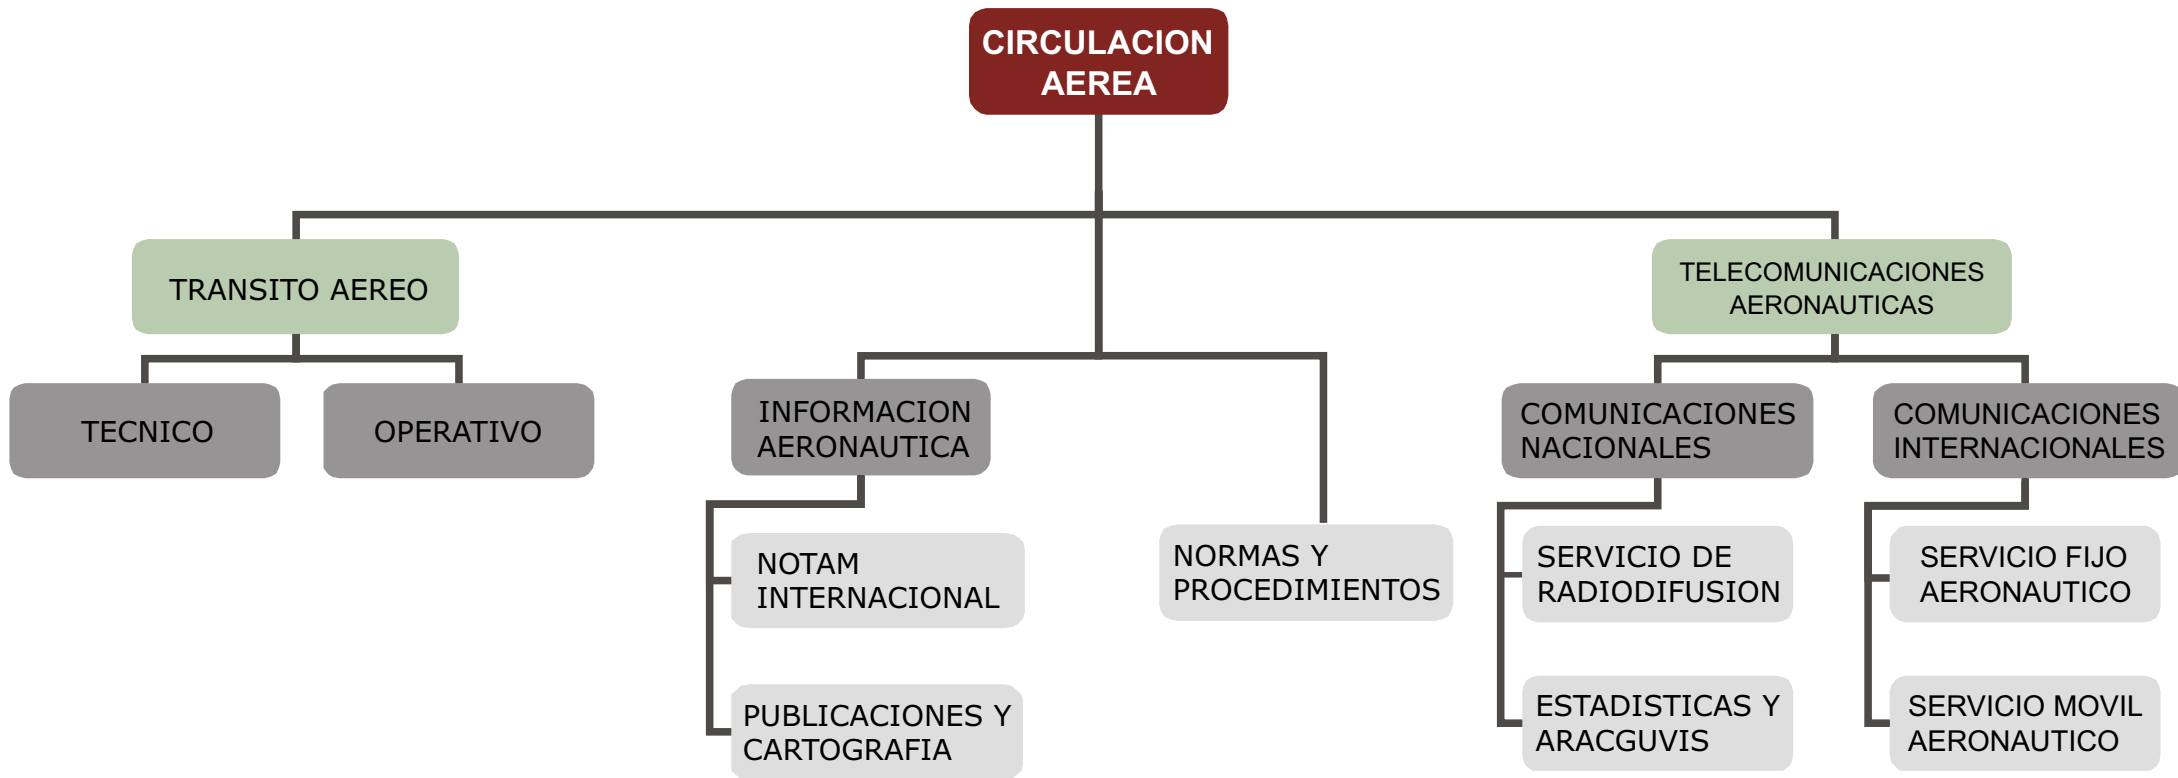 CIRCULACION
AEREA
TRANSITO AEREO
TELECOMUNICACIONES
AERONAUTICAS
TECNICO
OPERATIVO
INFORMACION
AERONAUTICA
COMUNICACIONES
NACIONALES
COMUNICACIONES
INTERNACIONALES
NOTAM
INTERNACIONAL
NORMAS Y
PROCEDIMIENTOS
SERVICIO DE
RADIODIFUSION
SERVICIO FIJO
AERONAUTICO
PUBLICACIONES Y
CARTOGRAFIA
ESTADISTICAS Y
ARACGUVIS
SERVICIO MOVIL
AERONAUTICO